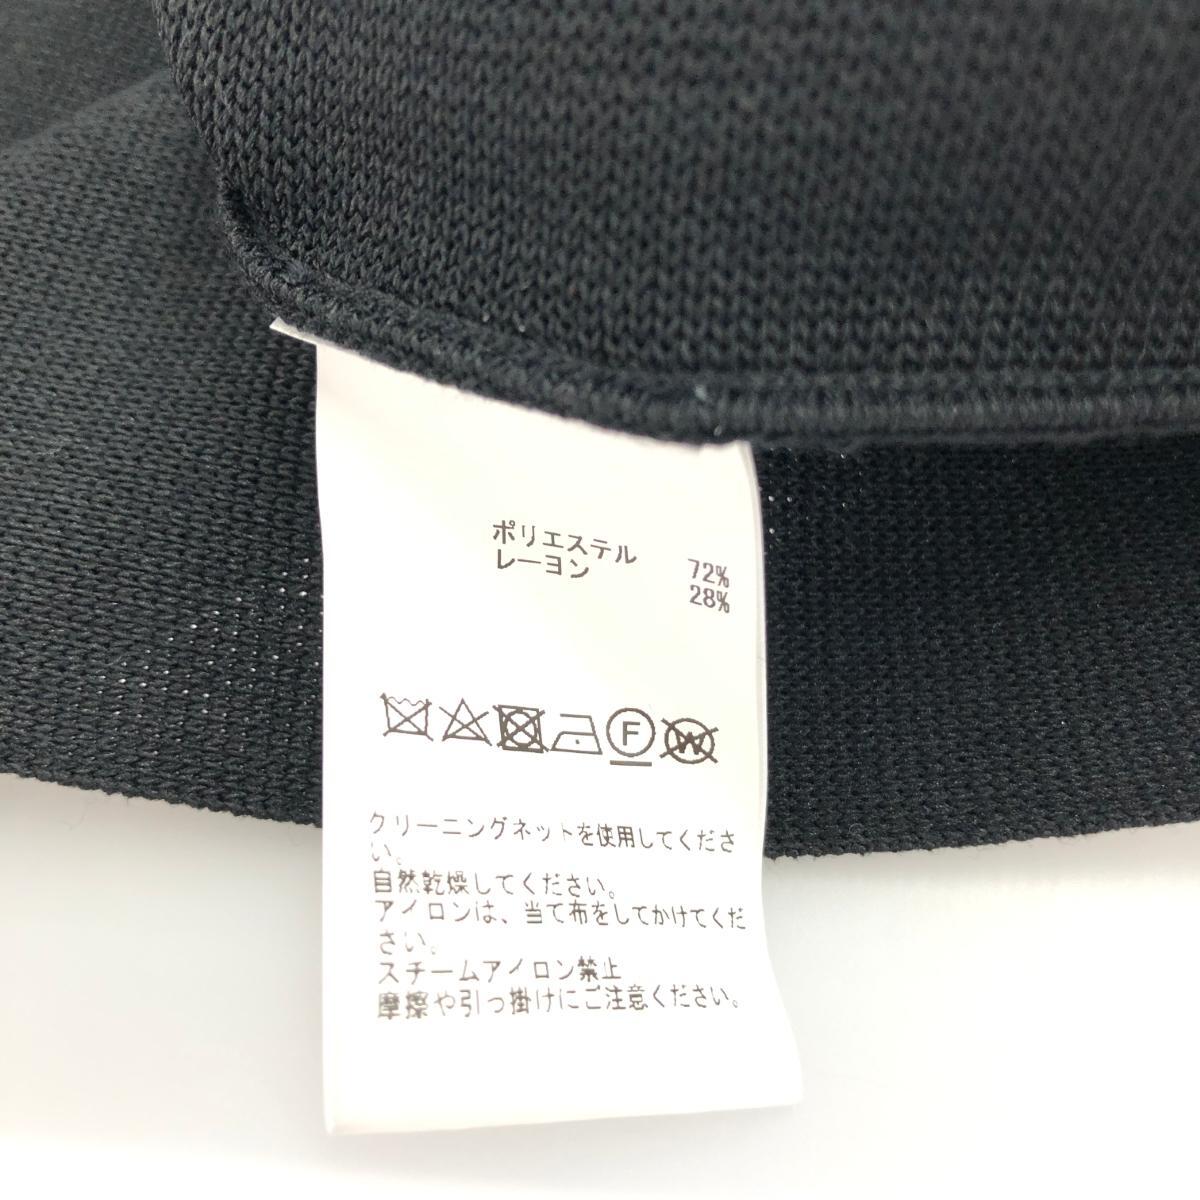 ポリエステル 72%
レーヨン 28%
F W
クリーニングネットを使用してくださ
い。
自然乾燥してください。
アイロンは、当て布をしてかけてくだ
さい。
スチームアイロン禁止
摩擦や引っ掛けにご注意ください。